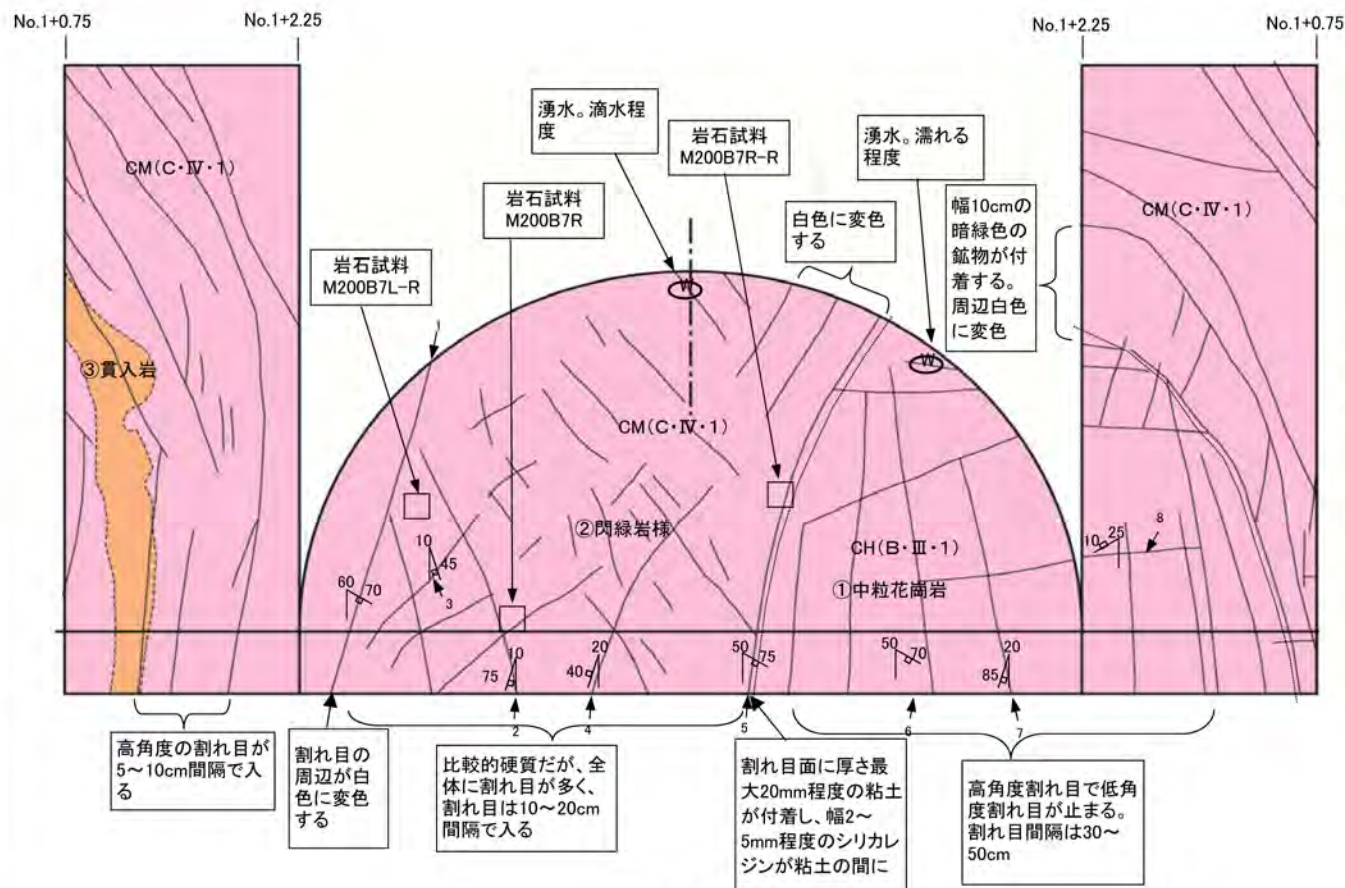 No.1+0.75
No.1+2.25
No.1+2.25
No.1+0.75
湧水。滴水程
度
岩石試料
M200B7R-R
湧水。濡れる
程度
岩石試料
M200B7R
白色に変色
する
幅10cmの
暗緑色の
鉱物が付
着する。
周辺白色
に変色
岩石試料
M200B7L-R
CM(C・Ⅳ・1)
CM(C・Ⅳ・1)
1
W
W
③貫入岩
CM(C・Ⅳ・1)
②閃緑岩様
CH(B・Ⅲ・1)
①中粒花崗岩
10
45
3
60
70
10
25
8
10
75
20
40
50
75
50
70
20
85
2
4
5
6
7
高角度の割れ目が
5~10cm間隔で入
る
割れ目の
周辺が白
色に変色
する
比較的硬質だが、全
体に割れ目が多く、
割れ目は10~20cm
間隔で入る
割れ目面に厚さ最
大20mm程度の粘土
が付着し、幅2~
5mm程度のシリカレ
ジンが粘土の間に
高角度割れ目で低角
度割れ目が止まる。
割れ目間隔は30~
50cm